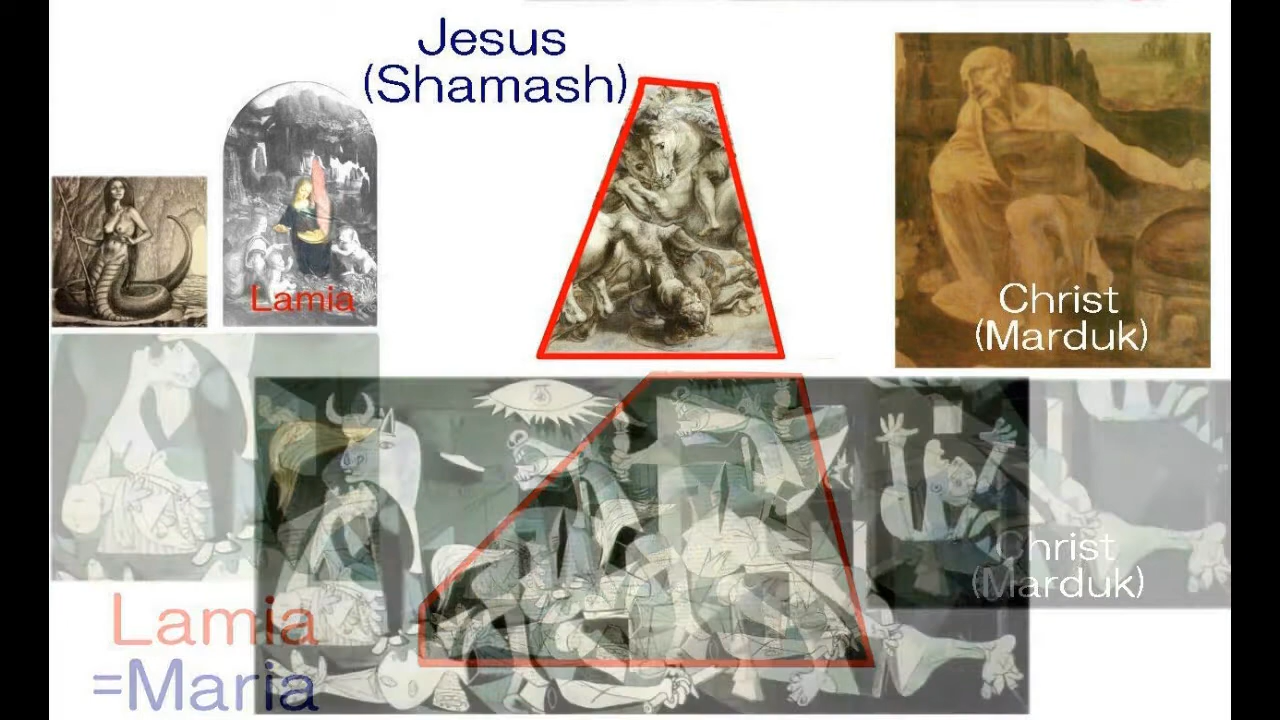 Jesus
(Shamash)
Lamia
Christ
(Marduk)
Christ
(Marduk)
Lamia
=Maria